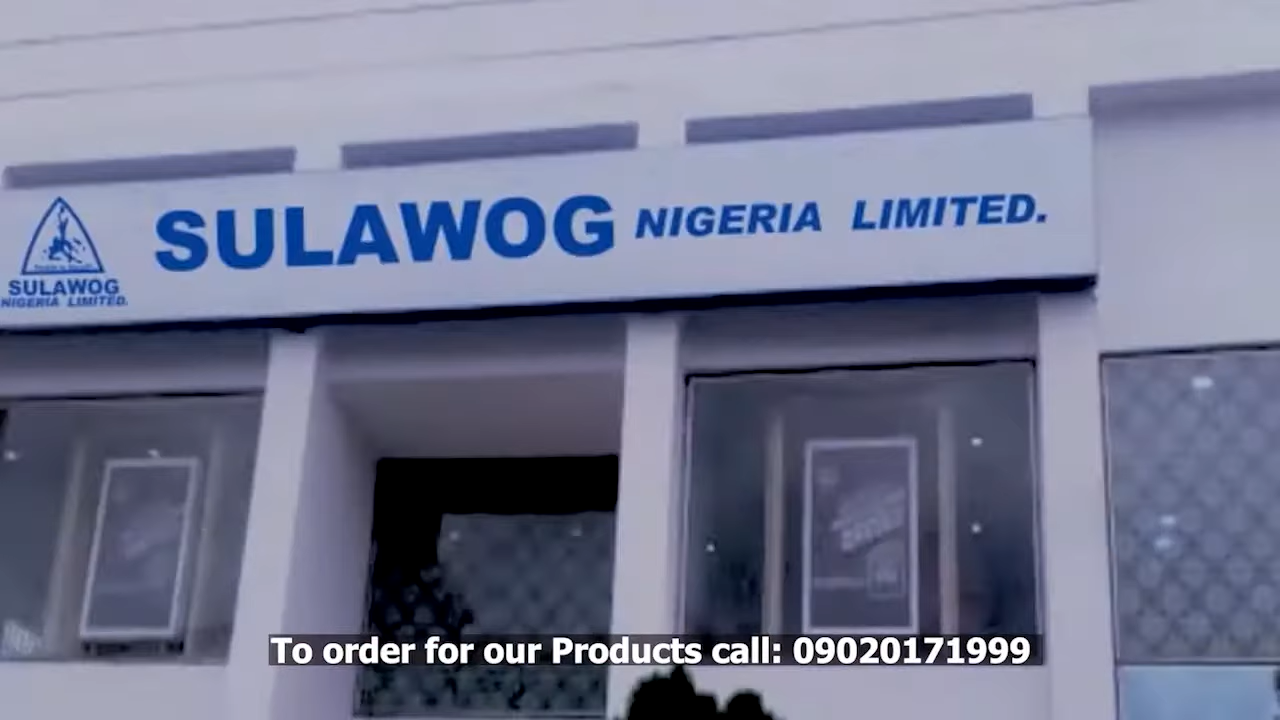 SULAWOG NIGERIA LIMITED.
SULAWOG
NIGERIA LIMITED.
To order for our Products call: 09020171999